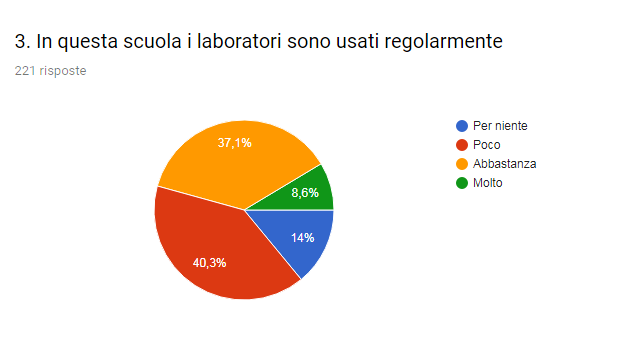 3. In questa scuola i laboratori sono usati regolarmente
221 risposte
37,1%
8,6%
14%
40,3%
Per niente
Poco
Abbastanza
Molto